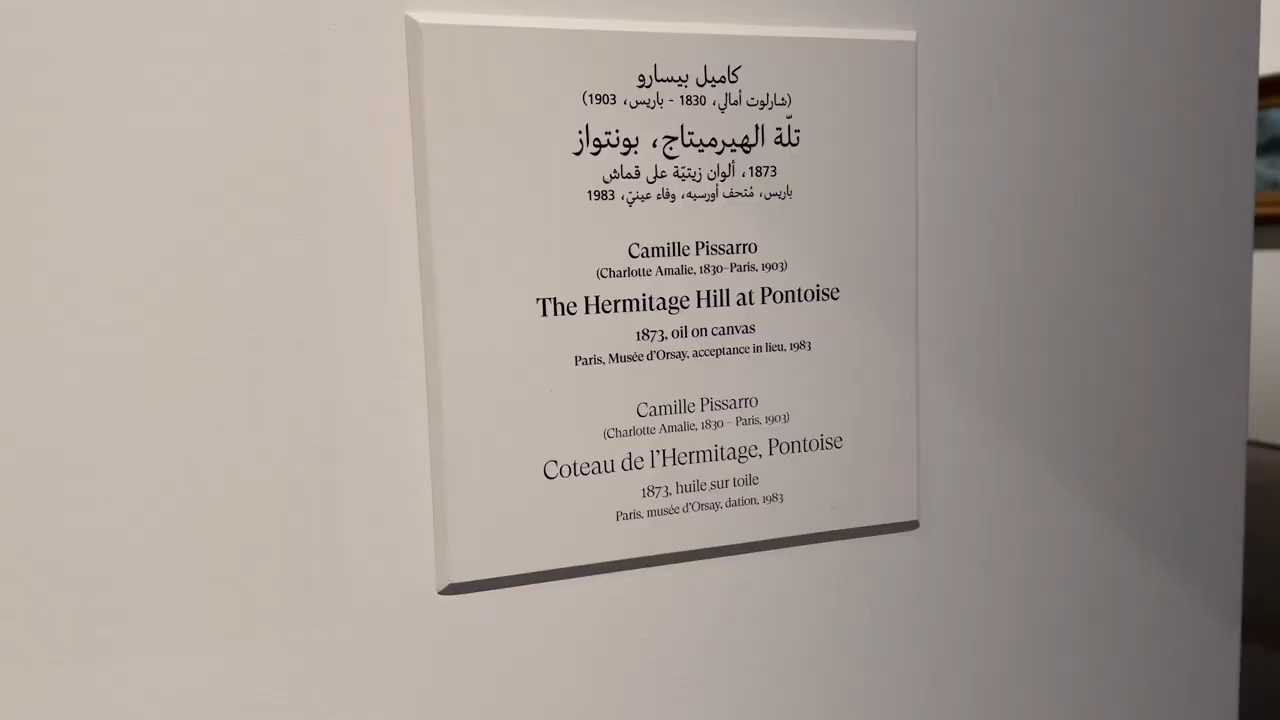 كاميل بيسارو
(شارلوت أمالي، 1830 - باريس، 1903)
تلّة الهيرميتاج، بونتواز
1873، ألوان زيتيّة على قماش
باريس، مُتحف أورسيه، وفاء عينيّ، 1983
Camille Pissarro
(Charlotte Amalie, 1830–Paris, 1903)
The Hermitage Hill at Pontoise
1873, oil on canvas
Paris, Musée d’Orsay, acceptance in lieu, 1983
Camille Pissarro
(Charlotte Amalie, 1830 – Paris, 1903)
Coteau de l’Hermitage, Pontoise
1873, huile sur toile
Paris, musée d’Orsay, dation, 1983